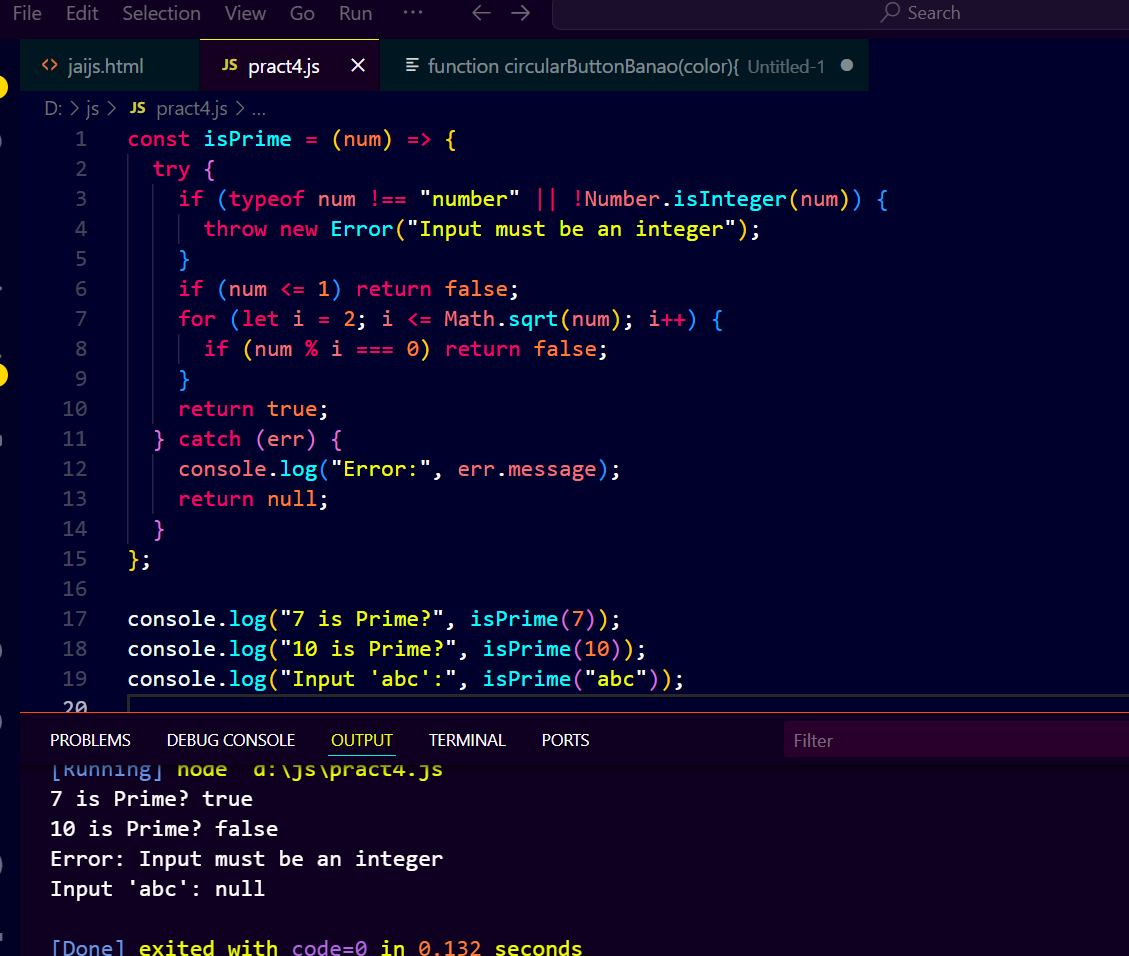 File Edit Selection View Go Run ··· ← → Search
<> jaijs.html JS pract4.js × function circularButtonBanao(color){ Untitled-1 ●
D: > js > JS pract4.js > ...
1 const isPrime = (num) => {
2 try {
3 if (typeof num !== "number" || !Number.isInteger(num)) {
4 throw new Error("Input must be an integer");
5 }
6 if (num <= 1) return false;
7 for (let i = 2; i <= Math.sqrt(num); i++) {
8 if (num % i === 0) return false;
9 }
10 return true;
11 } catch (err) {
12 console.log("Error:", err.message);
13 return null;
14 }
15 };
16
17 console.log("7 is Prime?", isPrime(7));
18 console.log("10 is Prime?", isPrime(10));
19 console.log("Input 'abc':", isPrime("abc"));
20
PROBLEMS DEBUG CONSOLE OUTPUT TERMINAL PORTS Filter
[Running] node d:\js\pract4.js
7 is Prime? true
10 is Prime? false
Error: Input must be an integer
Input 'abc': null
[Done] exited with code=0 in 0.132 seconds